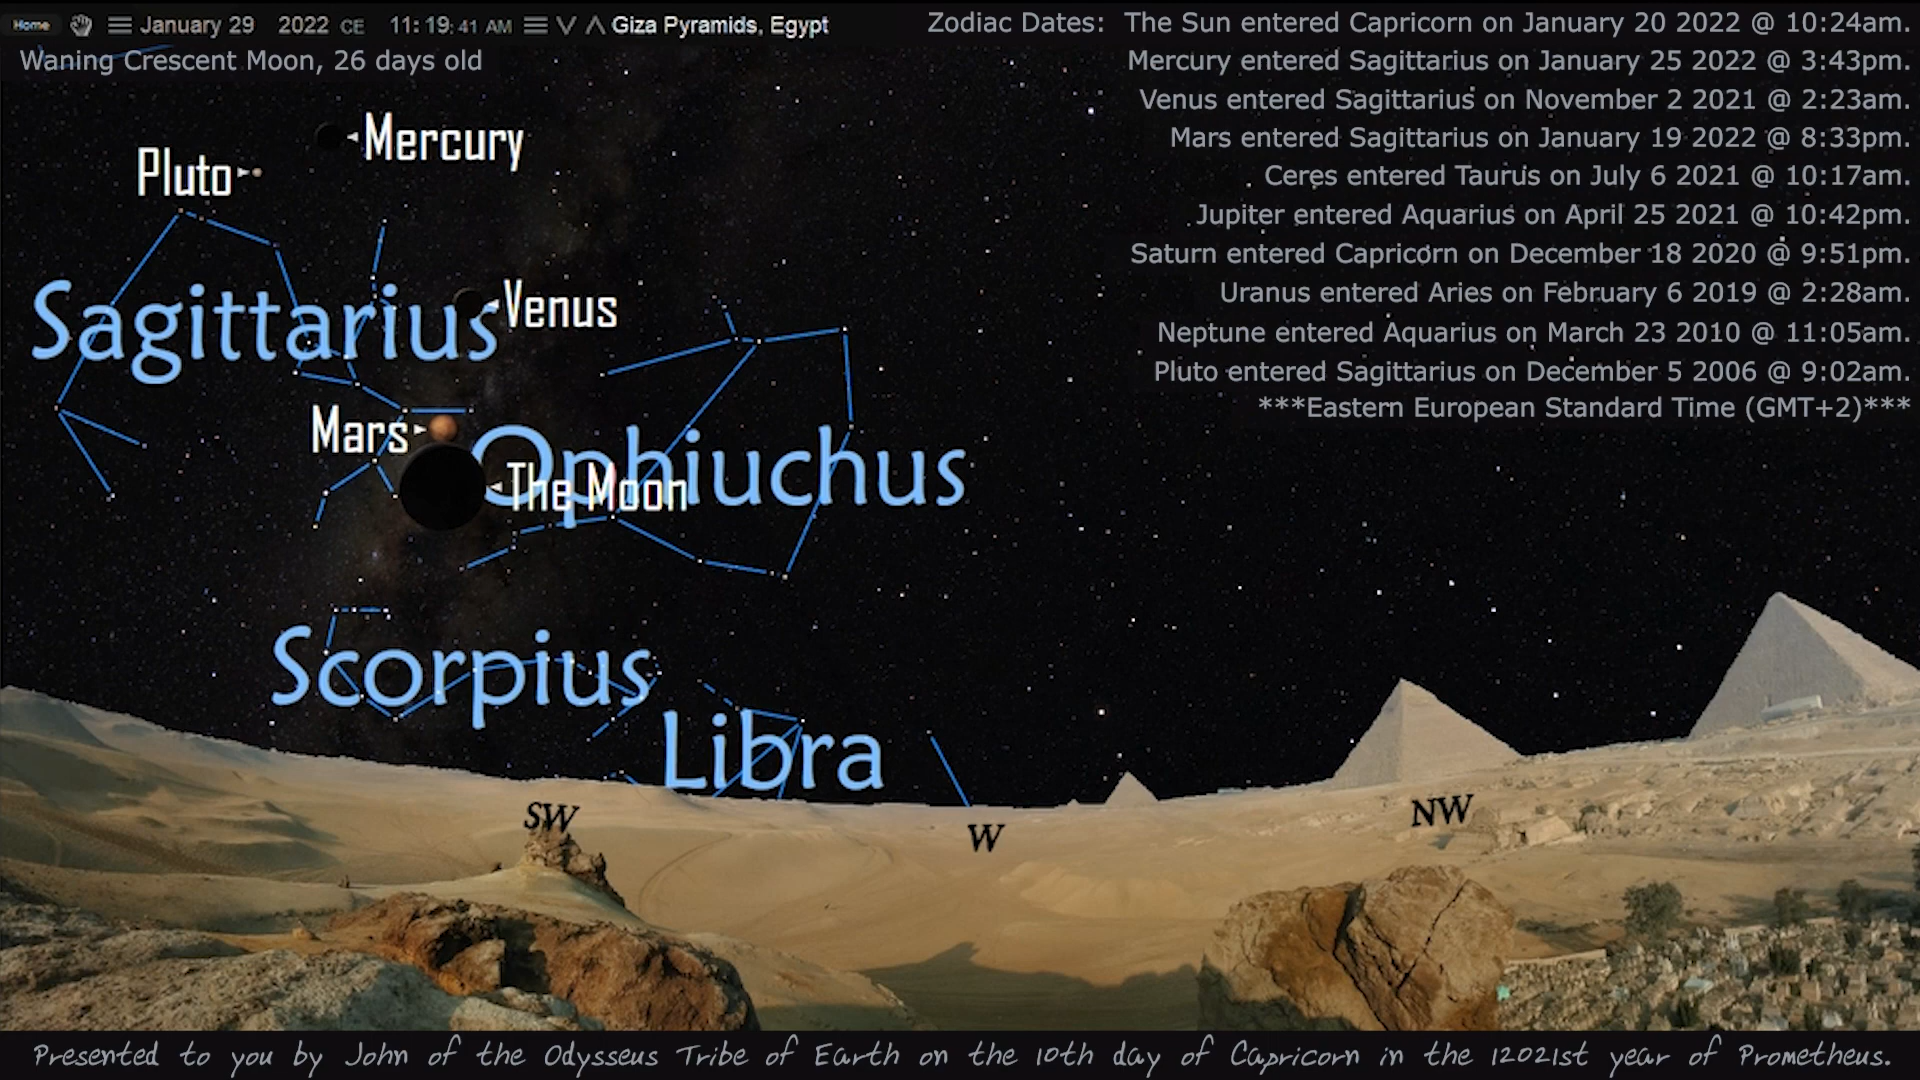 Home January 29 2022 CE 11:19:41 AM Giza Pyramids, Egypt
Waning Crescent Moon, 26 days old
Zodiac Dates: The Sun entered Capricorn on January 20 2022 @ 10:24am.
Mercury entered Sagittarius on January 25 2022 @ 3:43pm.
Venus entered Sagittarius on November 2 2021 @ 2:23am.
Mars entered Sagittarius on January 19 2022 @ 8:33pm.
Ceres entered Taurus on July 6 2021 @ 10:17am.
Jupiter entered Aquarius on April 25 2021 @ 10:42pm.
Saturn entered Capricorn on December 18 2020 @ 9:51pm.
Uranus entered Aries on February 6 2019 @ 2:28am.
Neptune entered Aquarius on March 23 2010 @ 11:05am.
Pluto entered Sagittarius on December 5 2006 @ 9:02am.
***Eastern European Standard Time (GMT+2)***
Mercury
Pluto
Sagittarius
Venus
Mars
Ophiuchus
The Moon
Scorpius
Libra
SW
W
NW
Presented to you by John of the Odysseus Tribe of Earth on the 10th day of Capricorn in the 12021st year of Prometheus.